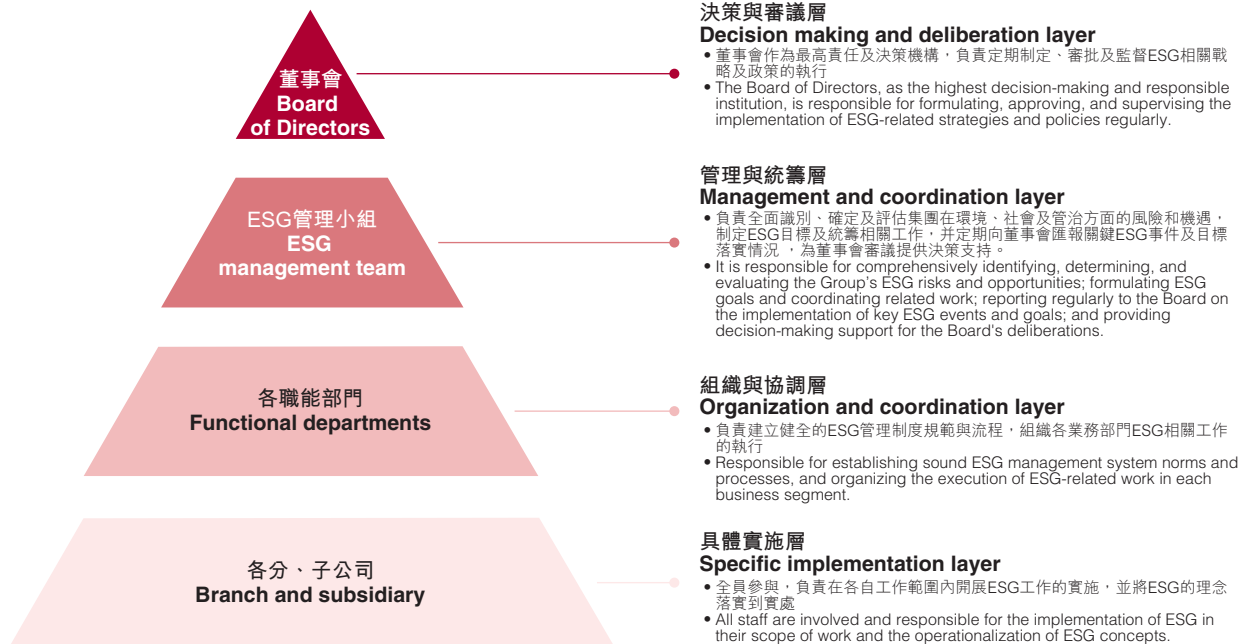 董事會
Board
of Directors
決策與審議層
Decision making and deliberation layer
• 董事會作為最高責任及決策機構，負責定期制定、審批及監督ESG相關戰
略及政策的執行
• The Board of Directors, as the highest decision-making and responsible
institution, is responsible for formulating, approving, and supervising the
implementation of ESG-related strategies and policies regularly.
ESG管理小組
ESG
management team
管理與統籌層
Management and coordination layer
• 負責全面識別、確定及評估集團在環境、社會及管治方面的風險和機遇，
制定ESG目標及統籌相關工作，并定期向董事會匯報關鍵ESG事件及目標
落實情況 ，為董事會審議提供決策支持。
• It is responsible for comprehensively identifying, determining, and
evaluating the Group's ESG risks and opportunities; formulating ESG
goals and coordinating related work; reporting regularly to the Board on
the implementation of key ESG events and goals; and providing
decision-making support for the Board's deliberations.
各職能部門
Functional departments
組織與協調層
Organization and coordination layer
• 負責建立健全的ESG管理制度規範與流程，組織各業務部門ESG相關工作
的執行
• Responsible for establishing sound ESG management system norms and
processes, and organizing the execution of ESG-related work in each
business segment.
各分、子公司
Branch and subsidiary
具體實施層
Specific implementation layer
• 全員參與，負責在各自工作範圍內開展ESG工作的實施，並將ESG的理念
落實到實處
• All staff are involved and responsible for the implementation of ESG in
their scope of work and the operationalization of ESG concepts.